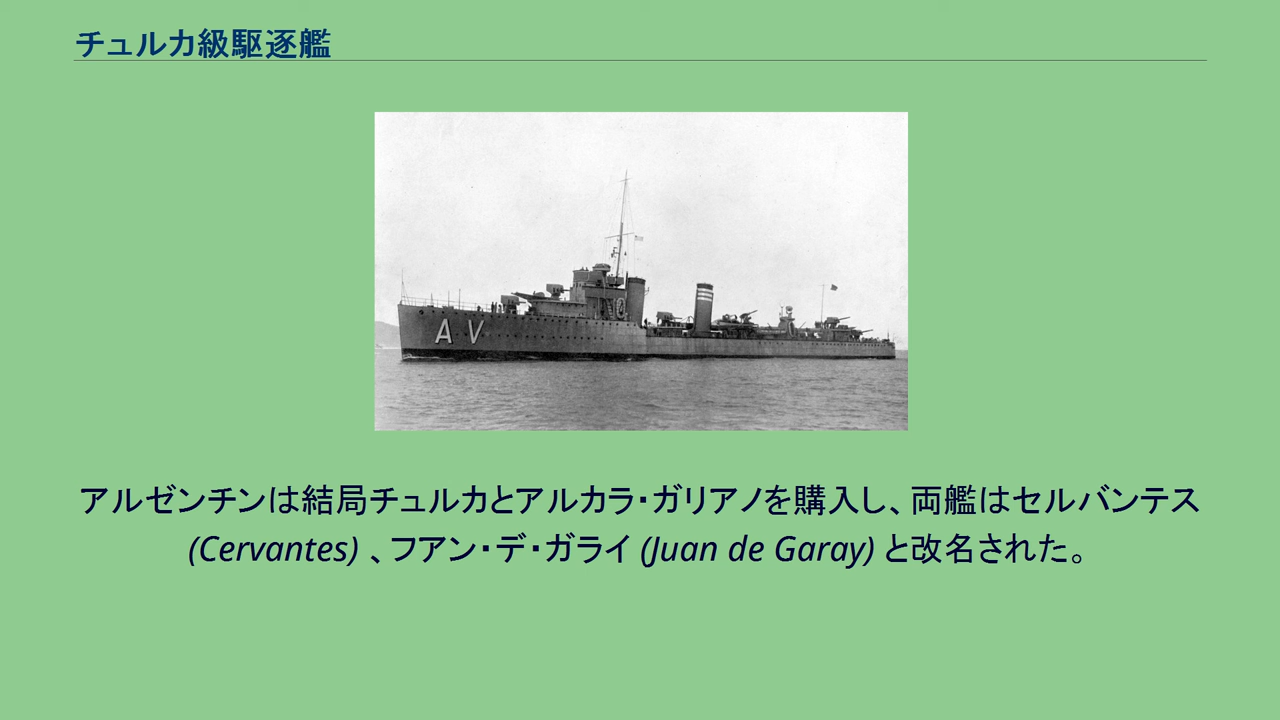 チュルカ級駆逐艦
A V
アルゼンチンは結局チュルカとアルカラ・ガリアノを購入し、両艦はセルバンテス
(Cervantes) 、フアン・デ・ガライ (Juan de Garay) と改名された。